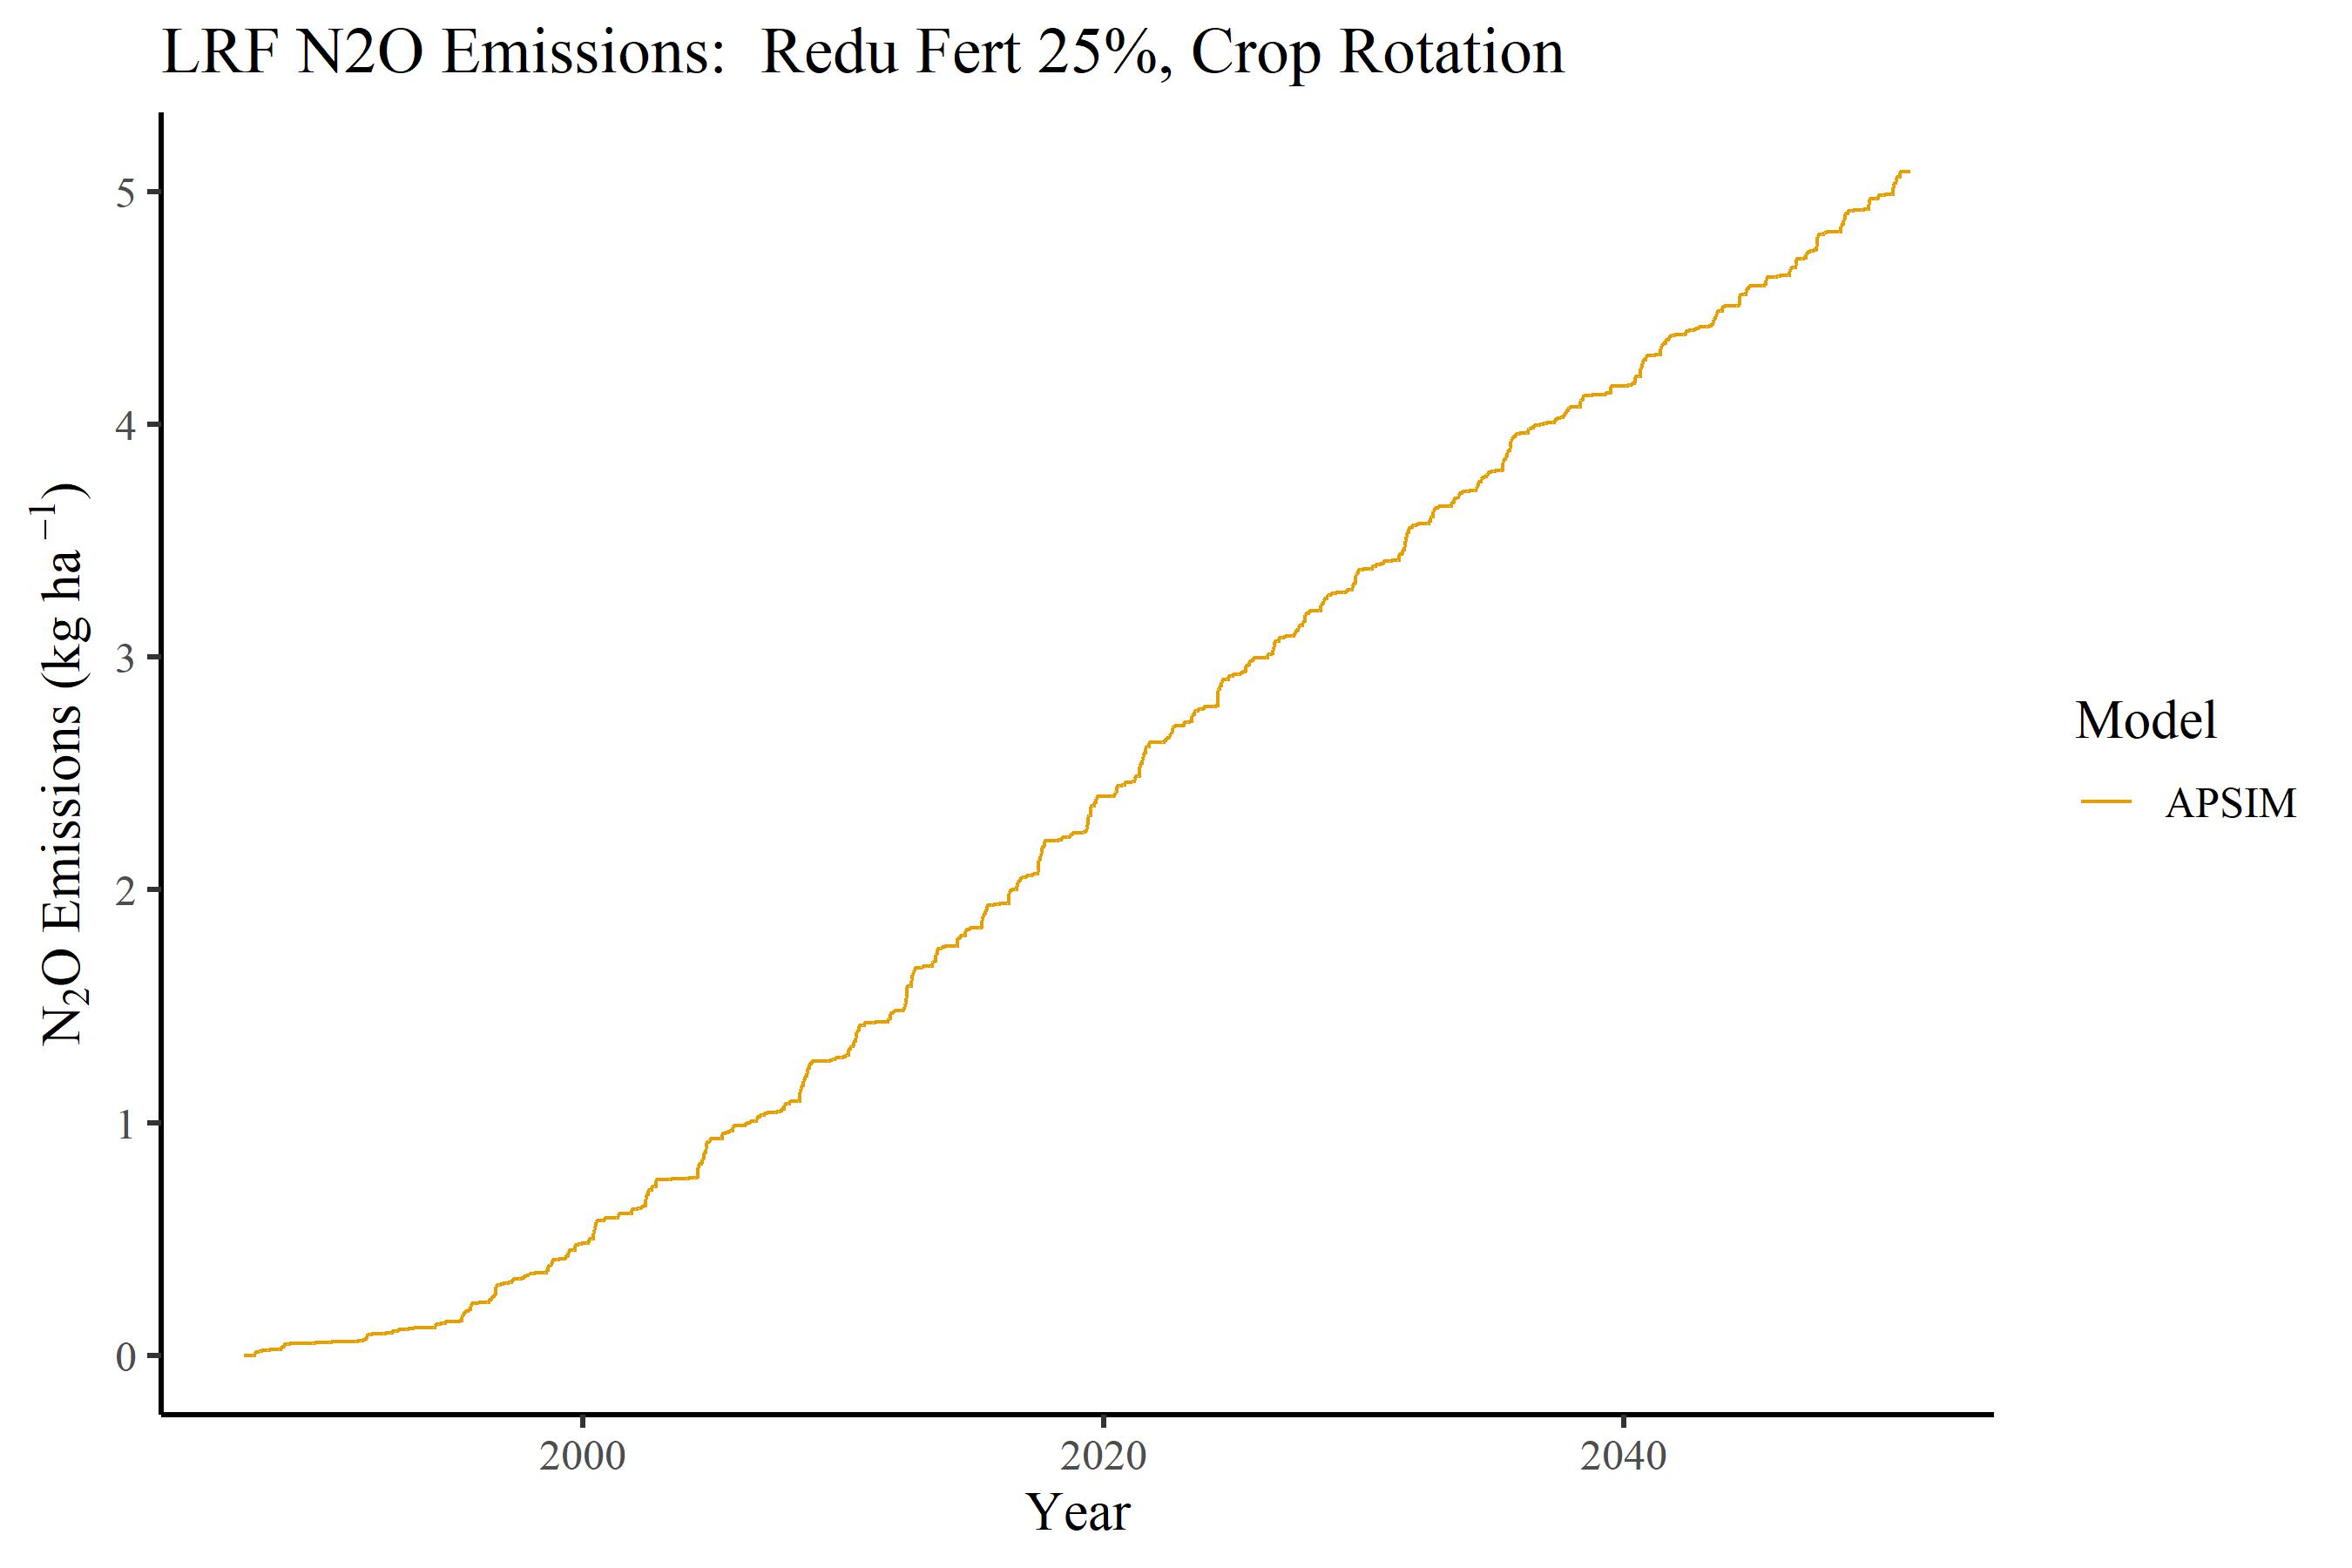 LRF N2O Emissions:  Redu Fert 25%, Crop Rotation
N₂O Emissions (kg ha⁻¹)
5
4
3
2
1
0
2000 2020 2040
Year
Model
APSIM